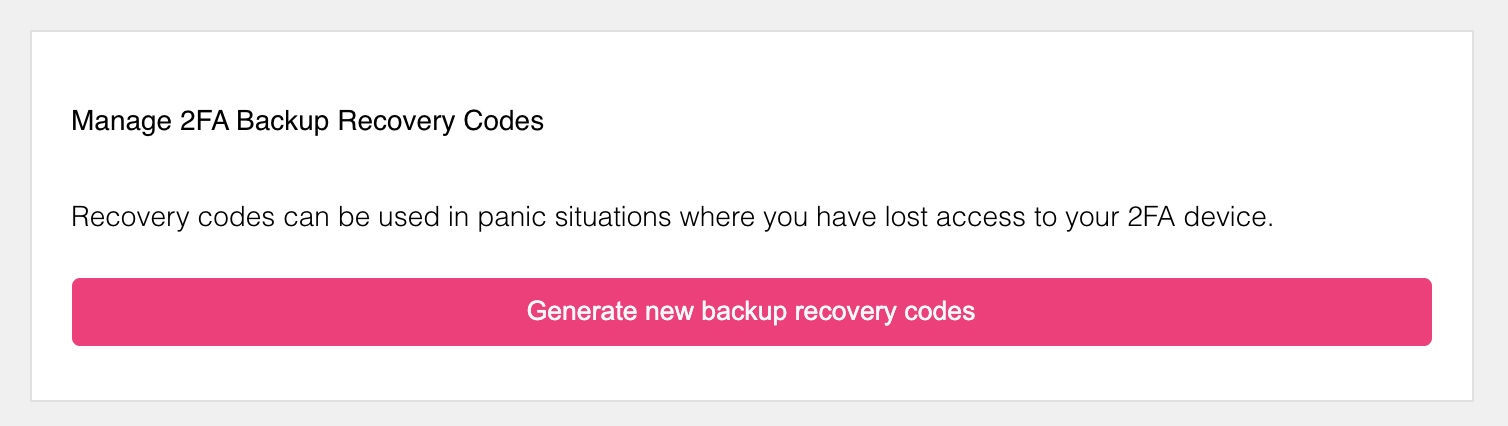 Manage 2FA Backup Recovery Codes
Recovery codes can be used in panic situations where you have lost access to your 2FA device.
Generate new backup recovery codes